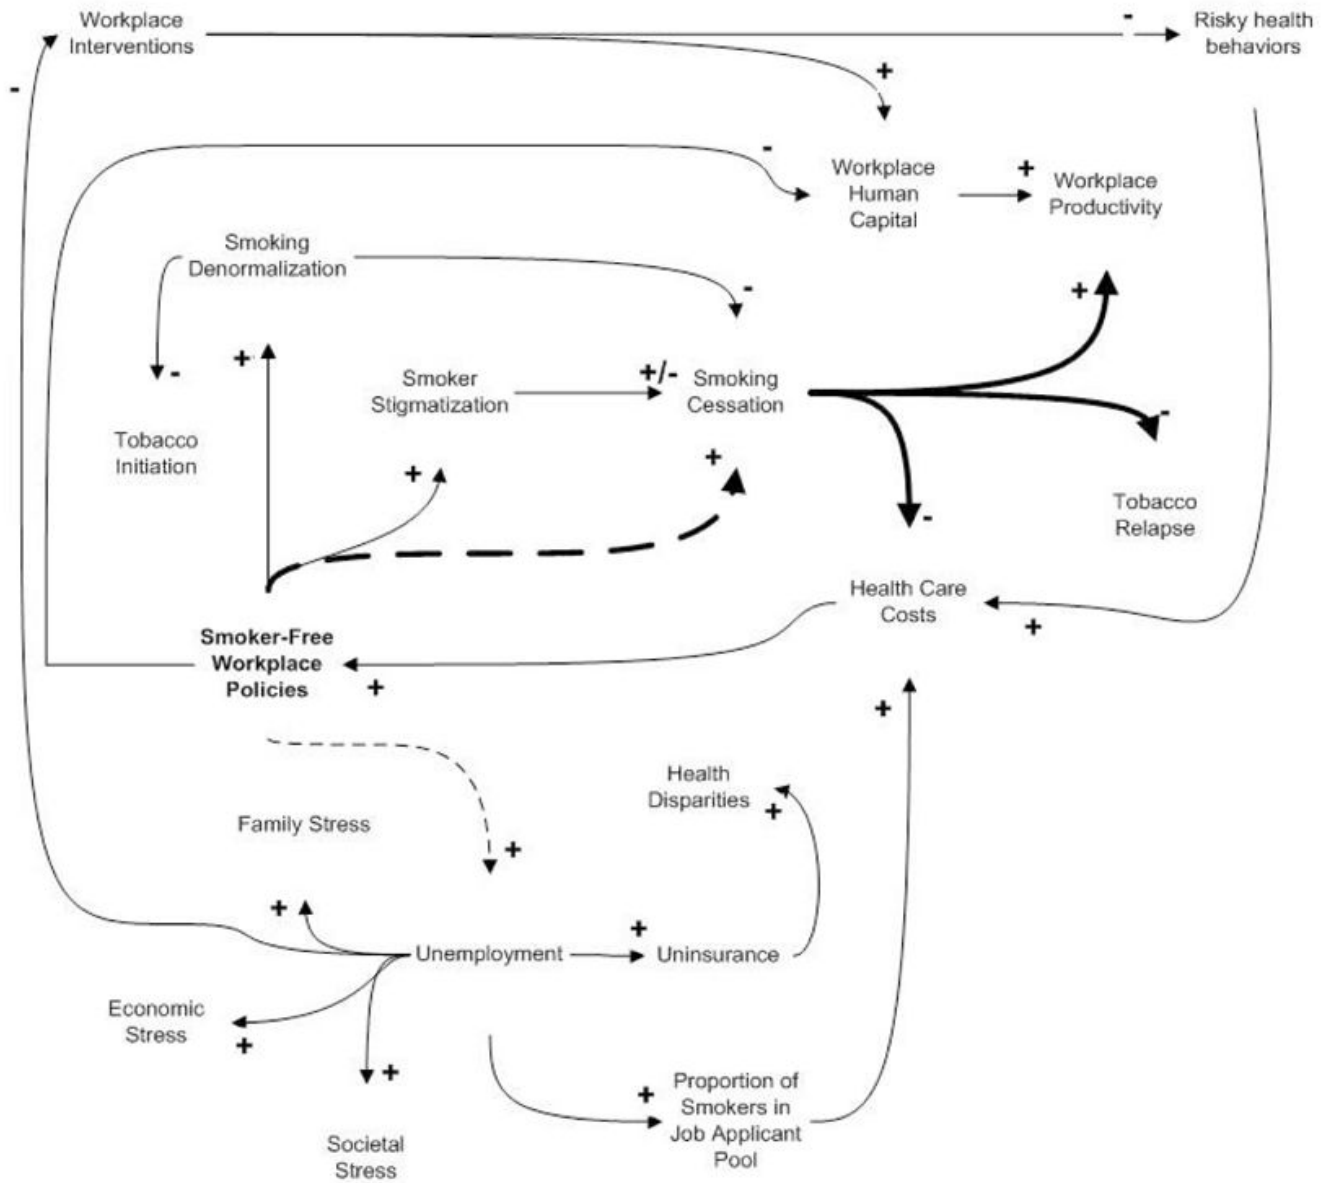 Workplace
Interventions
-
Risky health
behaviors
-
+
-
Workplace
Human
Capital
+
Workplace
Productivity
Smoking
Denormalization
-
+
+
-
Smoker
Stigmatization
+/-
Smoking
Cessation
-
Tobacco
Initiation
+
+
-
Tobacco
Relapse
-
Health Care
Costs
+
Smoker-Free
Workplace
Policies
+
+
Health
Disparities
+
Family Stress
+
+
Unemployment
+
Uninsurance
Economic
Stress
+
+
+
Proportion of
Smokers in
Job Applicant
Pool
Societal
Stress